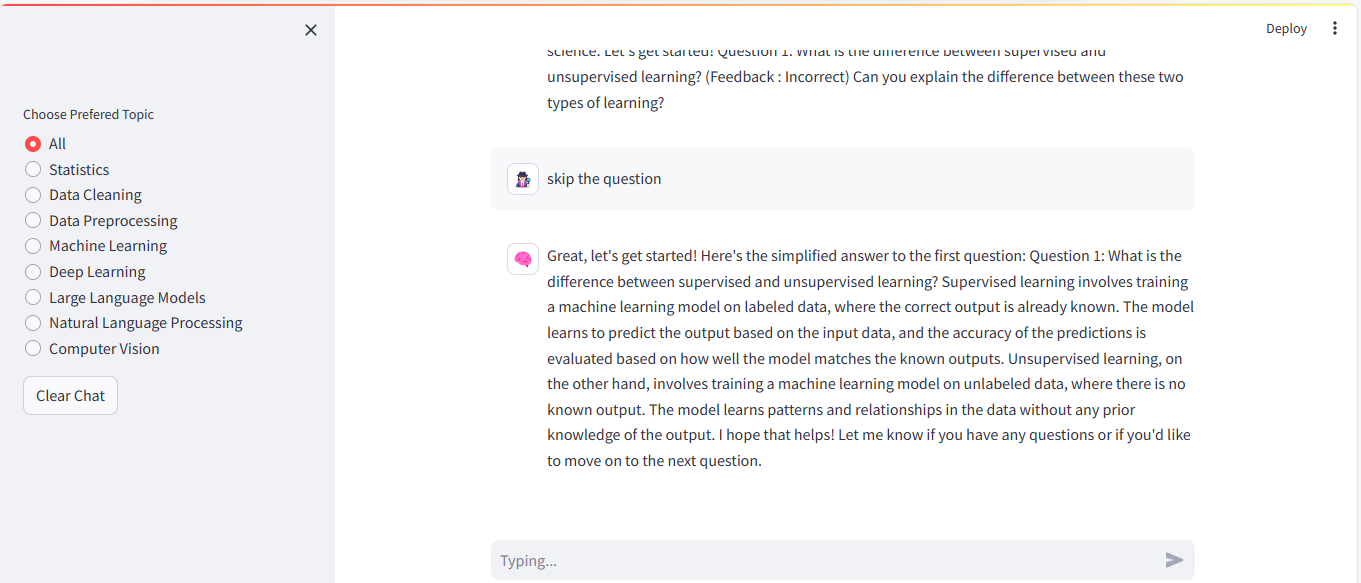 Deploy
Choose Prefered Topic
All
Statistics
Data Cleaning
Data Preprocessing
Machine Learning
Deep Learning
Large Language Models
Natural Language Processing
Computer Vision
Clear Chat
science. Let's get started! Question 1: What is the difference between supervised and
unsupervised learning? (Feedback : Incorrect) Can you explain the difference between these two
types of learning?
skip the question
Great, let's get started! Here's the simplified answer to the first question: Question 1: What is the
difference between supervised and unsupervised learning? Supervised learning involves training
a machine learning model on labeled data, where the correct output is already known. The model
learns to predict the output based on the input data, and the accuracy of the predictions is
evaluated based on how well the model matches the known outputs. Unsupervised learning, on
the other hand, involves training a machine learning model on unlabeled data, where there is no
known output. The model learns patterns and relationships in the data without any prior
knowledge of the output. I hope that helps! Let me know if you have any questions or if you'd like
to move on to the next question.
Typing...